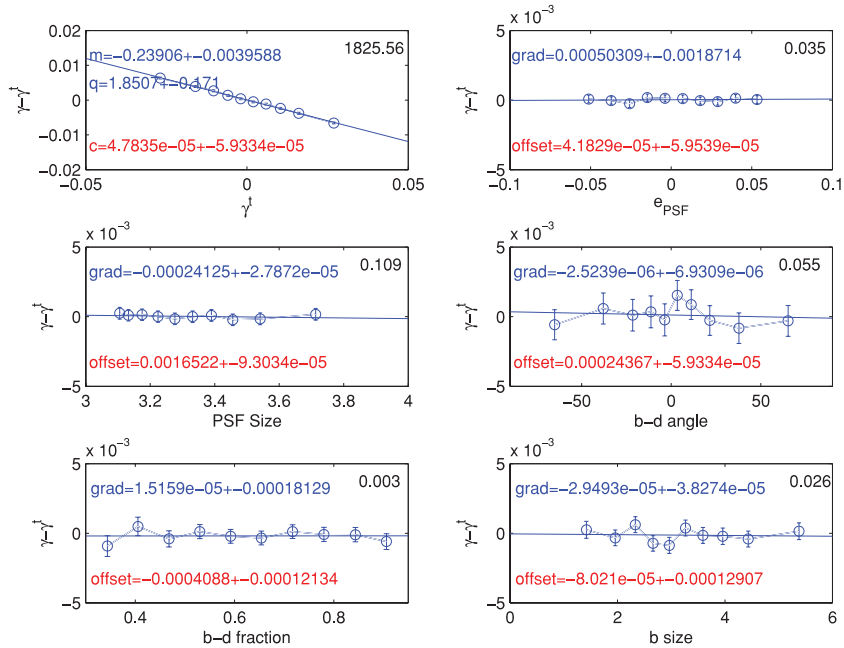 0.02
0.01
0
−0.01
−0.02
γ−γᵗ
m=−0.23906+−0.0039588
1825.56
q=1.8507+−0.171
c=4.7835e−05+−5.9334e−05
−0.05
0
0.05
γᵗ
x 10⁻³
5
0
−5
γ−γᵗ
grad=0.00050309+−0.0018714
0.035
offset=4.1829e−05+−5.9539e−05
−0.1
−0.05
0
0.05
0.1
e_PSF
x 10⁻³
5
0
−5
γ−γᵗ
grad=−0.00024125+−2.7872e−05
0.109
offset=0.0016522+−9.3034e−05
3
3.2
3.4
3.6
3.8
4
PSF Size
x 10⁻³
5
0
−5
γ−γᵗ
grad=−2.5239e−06+−6.9309e−06
0.055
offset=0.00024367+−5.9334e−05
−50
0
50
b−d angle
x 10⁻³
5
0
−5
γ−γᵗ
grad=1.5159e−05+−0.00018129
0.003
offset=−0.0004088+−0.00012134
0.4
0.6
0.8
b−d fraction
x 10⁻³
5
0
−5
γ−γᵗ
grad=−2.9493e−05+−3.8274e−05
0.026
offset=−8.021e−05+−0.00012907
0
2
4
6
b size